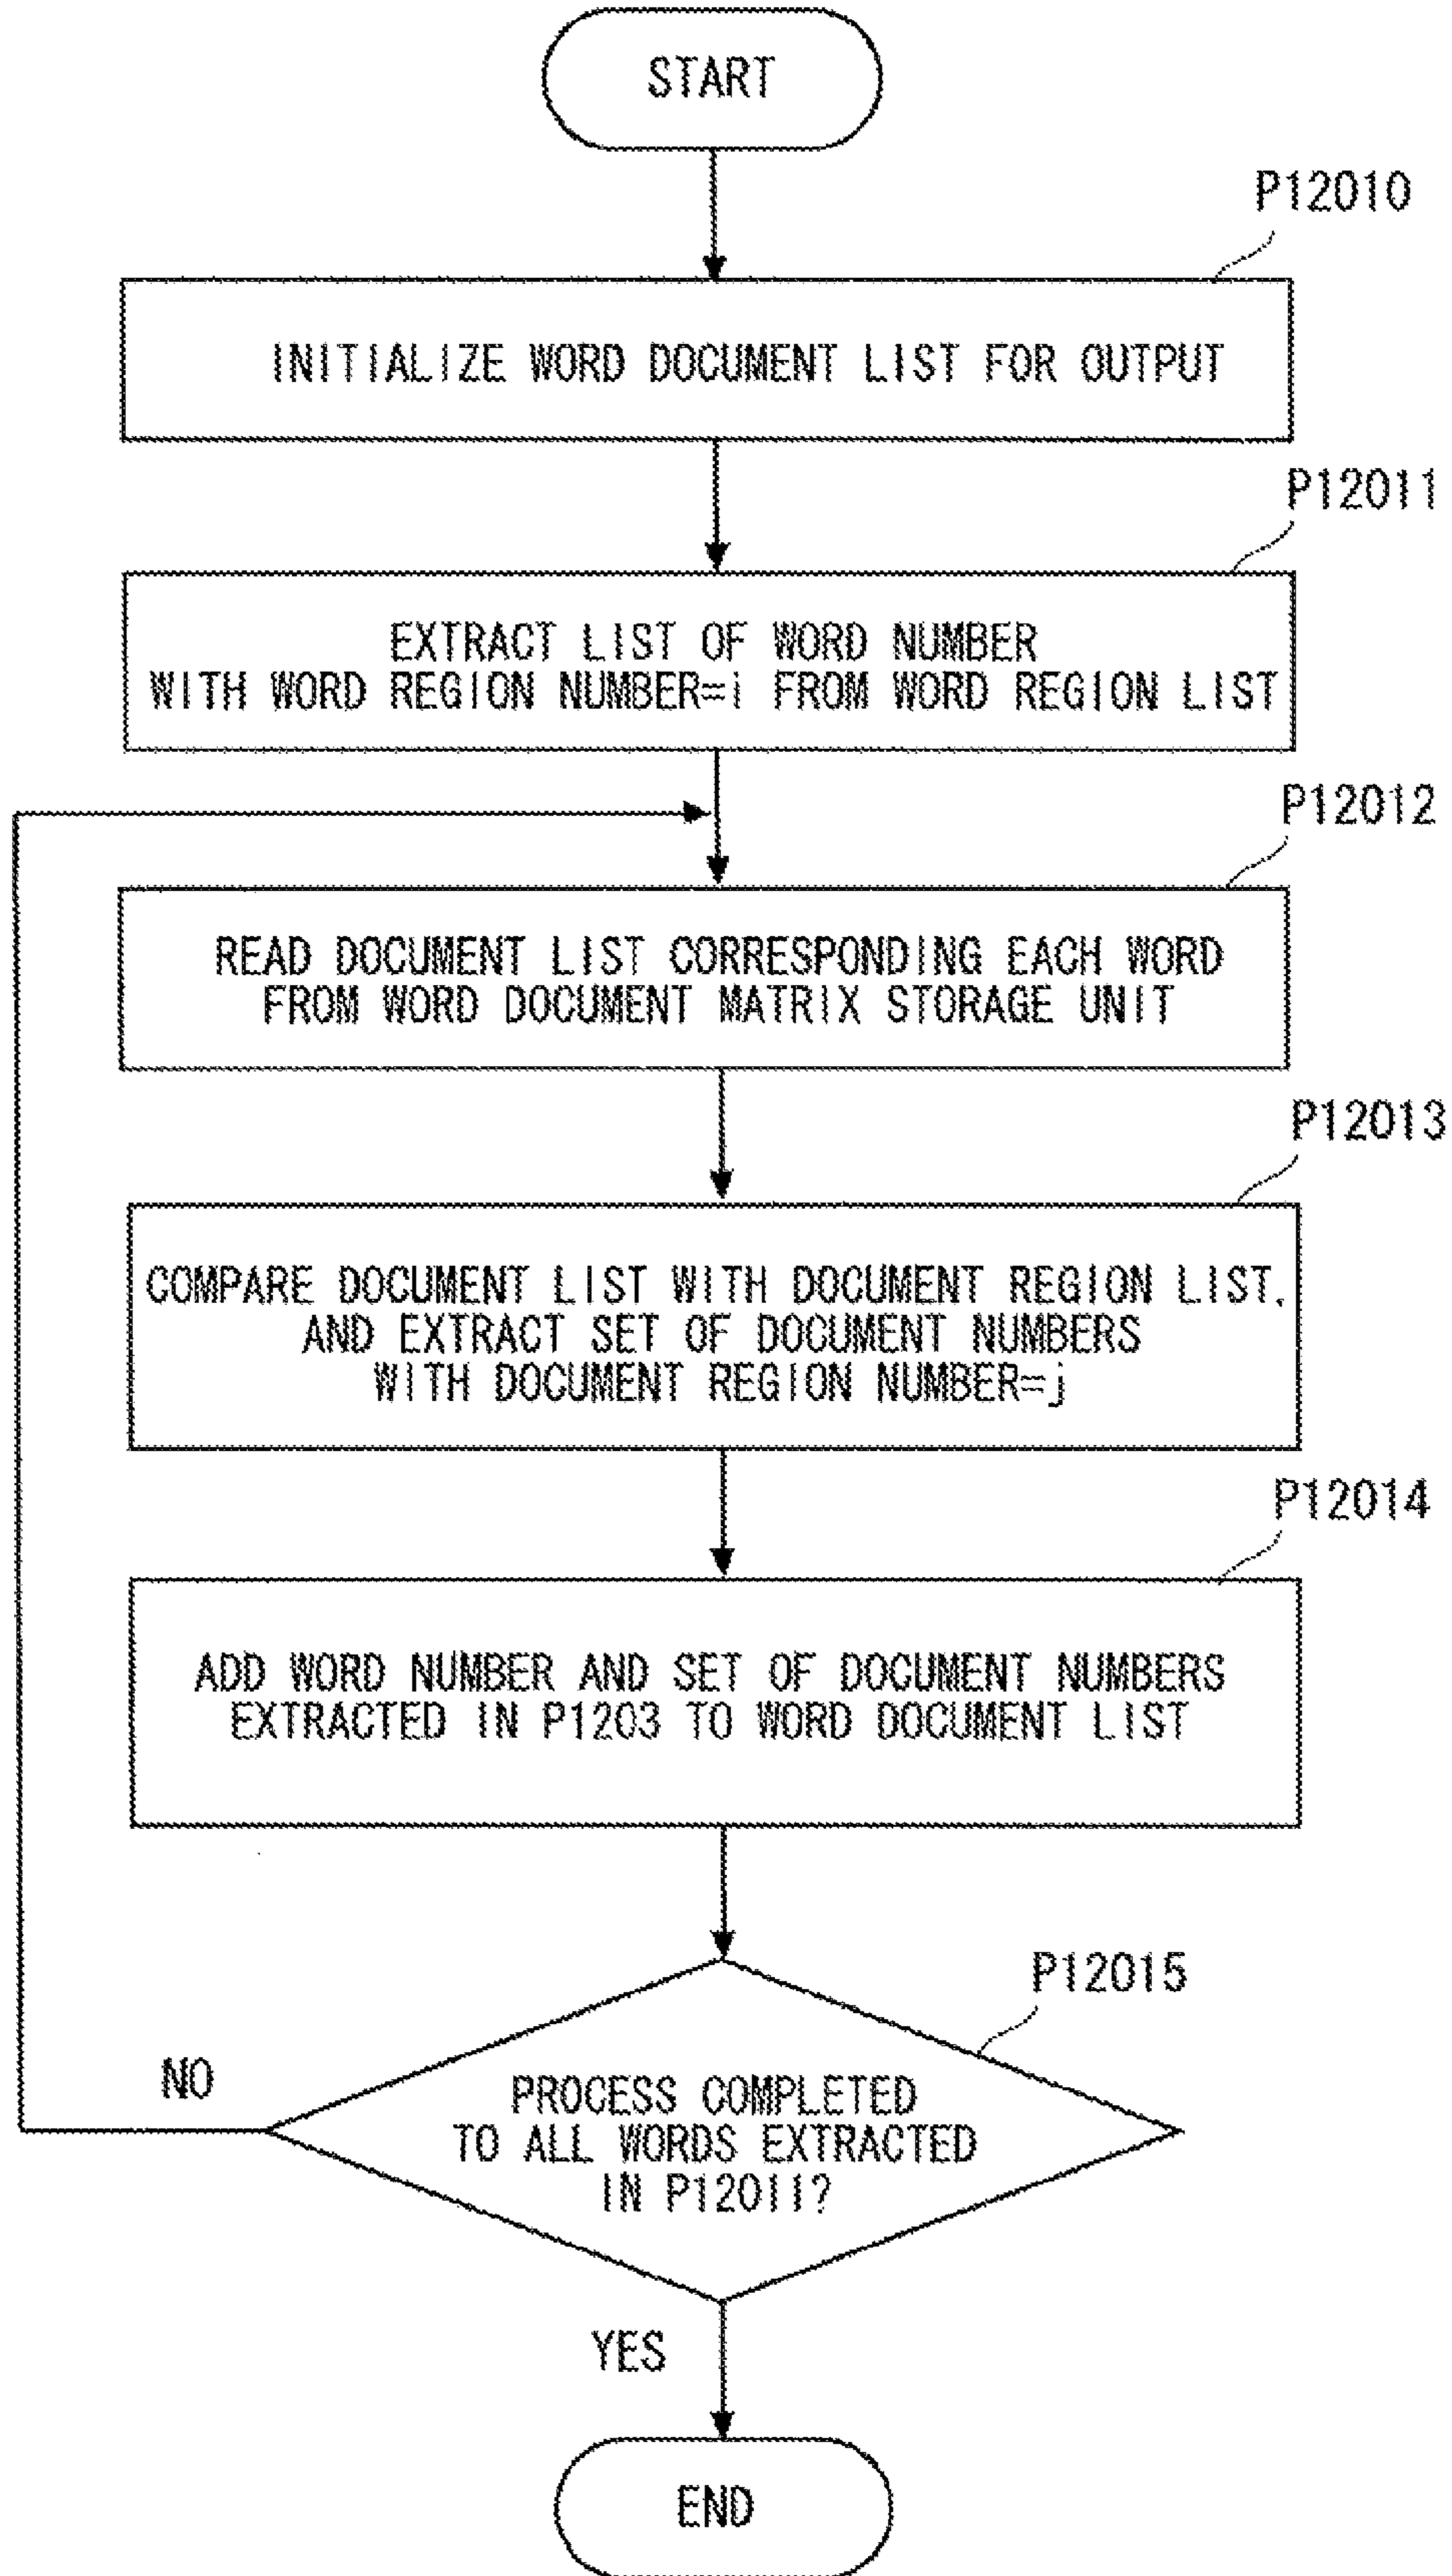 START
P12010
INITIALIZE WORD DOCUMENT LIST FOR OUTPUT
P12011
EXTRACT LIST OF WORD NUMBER
WITH WORD REGION NUMBER=i FROM WORD REGION LIST
P12012
READ DOCUMENT LIST CORRESPONDING EACH WORD
FROM WORD DOCUMENT MATRIX STORAGE UNIT
P12013
COMPARE DOCUMENT LIST WITH DOCUMENT REGION LIST,
AND EXTRACT SET OF DOCUMENT NUMBERS
WITH DOCUMENT REGION NUMBER=j
P12014
ADD WORD NUMBER AND SET OF DOCUMENT NUMBERS
EXTRACTED IN P1203 TO WORD DOCUMENT LIST
P12015
NO
PROCESS COMPLETED
TO ALL WORDS EXTRACTED
IN P12011?
YES
END